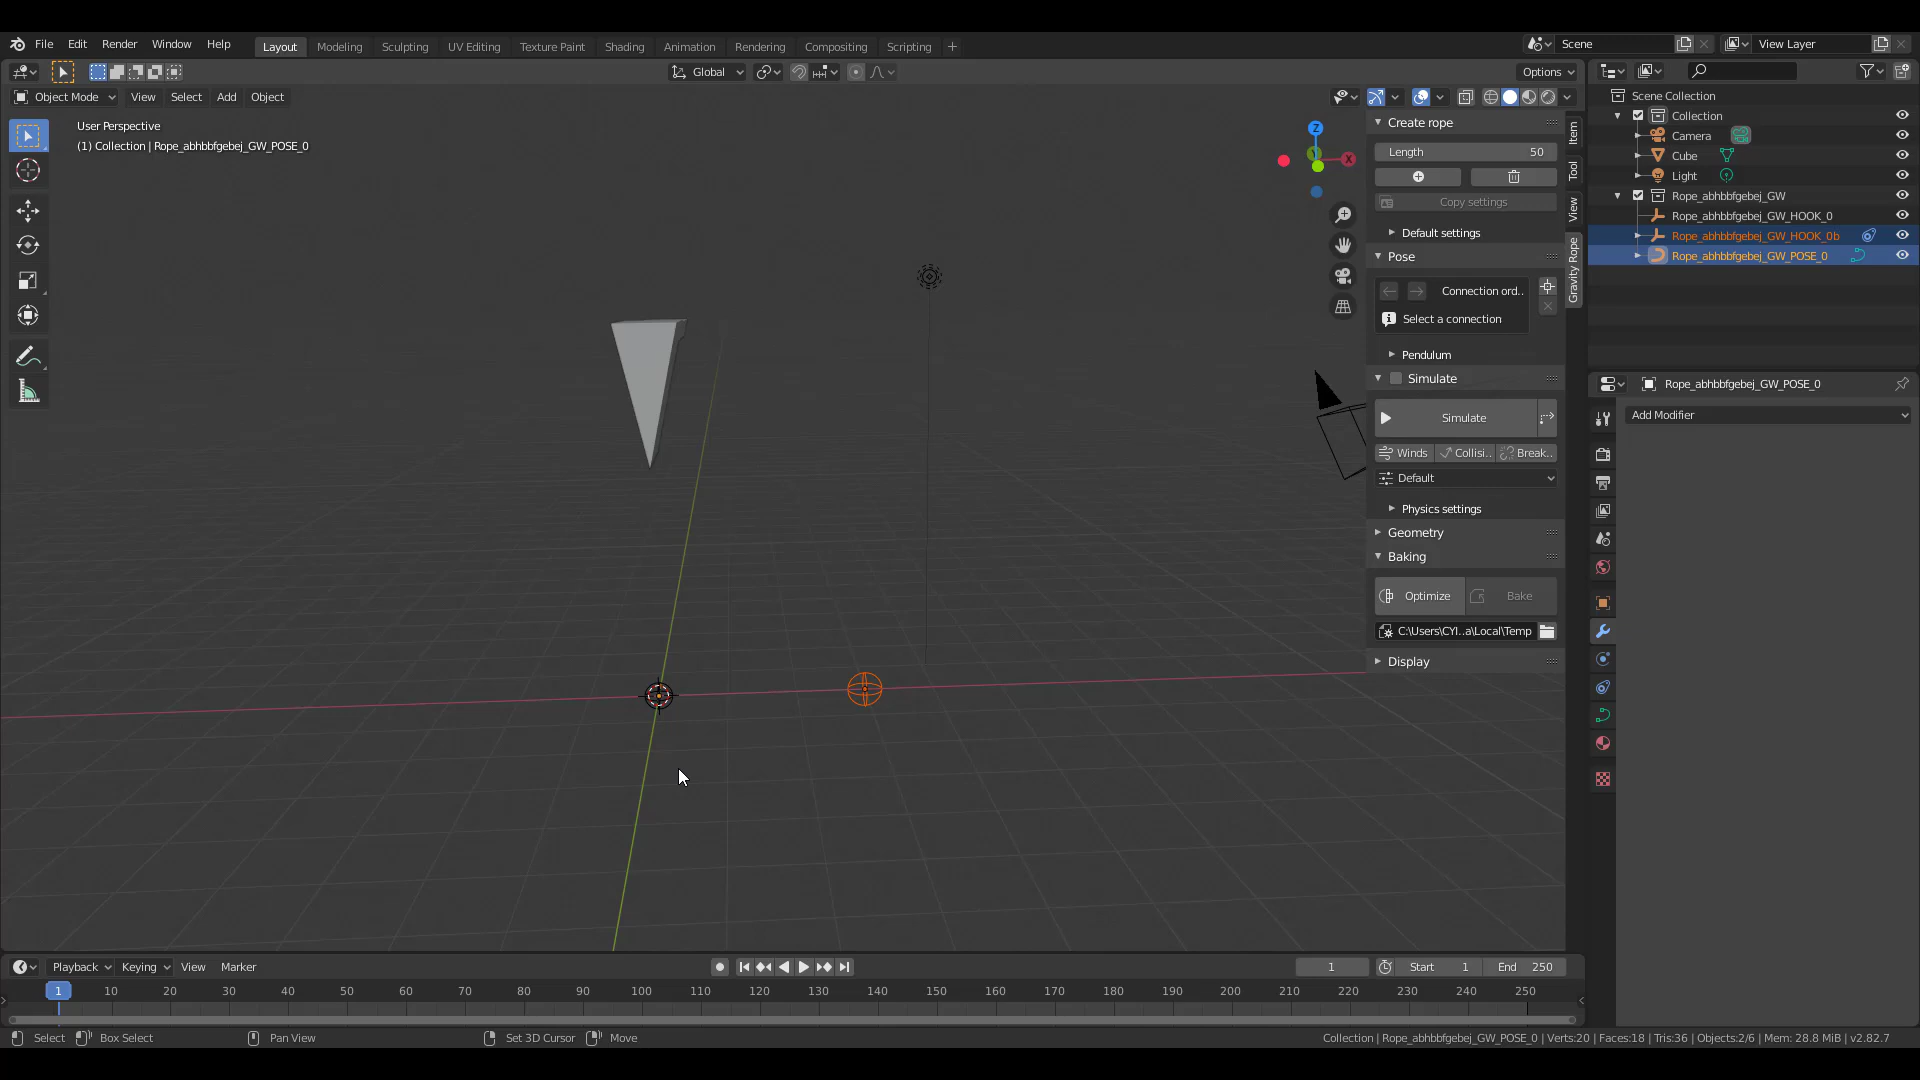 File Edit Render Window Help Layout Modeling Sculpting UV Editing Texture Paint Shading Animation Rendering Compositing Scripting + Scene View Layer
Global Options
Object Mode View Select Add Object
User Perspective
(1) Collection | Rope_abhbbfgebej_GW_POSE_0
Z
X
Create rope
Length 50
Copy settings
Default settings
Pose
Connection ord..
Select a connection
Pendulum
Simulate
Simulate
Winds Collisi.. Break..
Default
Physics settings
Geometry
Baking
Optimize Bake
C:\Users\CYI..a\Local\Temp
Display
Item
Tool
View
Gravity Rope
Scene Collection
Collection
Camera
Cube
Light
Rope_abhbbfgebej_GW
Rope_abhbbfgebej_GW_HOOK_0
Rope_abhbbfgebej_GW_HOOK_0b
Rope_abhbbfgebej_GW_POSE_0
Rope_abhbbfgebej_GW_POSE_0
Add Modifier
Playback Keying View Marker 1 Start 1 End 250
1 10 20 30 40 50 60 70 80 90 100 110 120 130 140 150 160 170 180 190 200 210 220 230 240 250
Select Box Select Pan View Set 3D Cursor Move Collection | Rope_abhbbfgebej_GW_POSE_0 | Verts:20 | Faces:18 | Tris:36 | Objects:2/6 | Mem: 28.8 MiB | v2.82.7